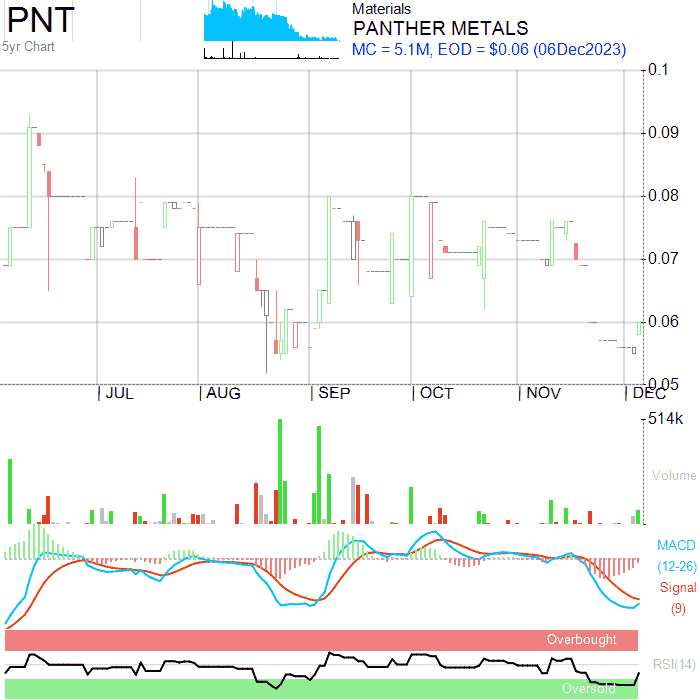 PNT
5yr Chart
Materials
PANTHER METALS
MC = 5.1M, EOD = $0.06 (06Dec2023)
0.1
0.09
0.08
0.07
0.06
0.05
JUL AUG SEP OCT NOV DEC
514k
Volume
MACD
(12-26)
Signal
(9)
Overbought
RSI(14)
Oversold